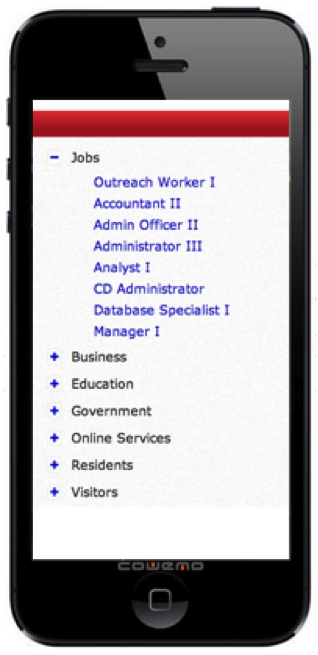 − Jobs
Outreach Worker I
Accountant II
Admin Officer II
Administrator III
Analyst I
CD Administrator
Database Specialist I
Manager I
+ Business
+ Education
+ Government
+ Online Services
+ Residents
+ Visitors
cowemo